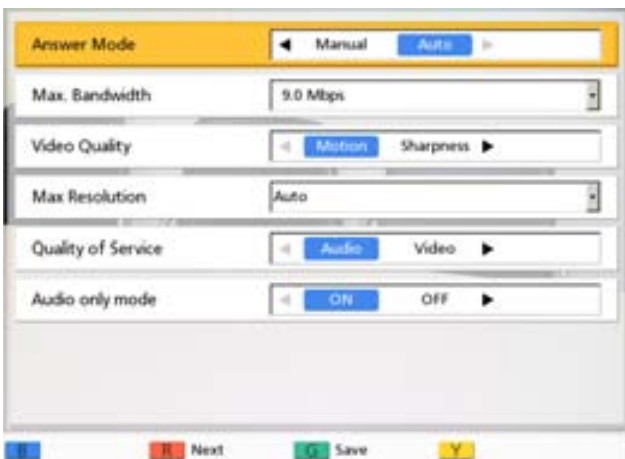 Answer Mode Manual Auto
Max. Bandwidth 9.0 Mbps
Video Quality Motion Sharpness
Max Resolution Auto
Quality of Service Audio Video
Audio only mode ON OFF
B R Next G Save Y